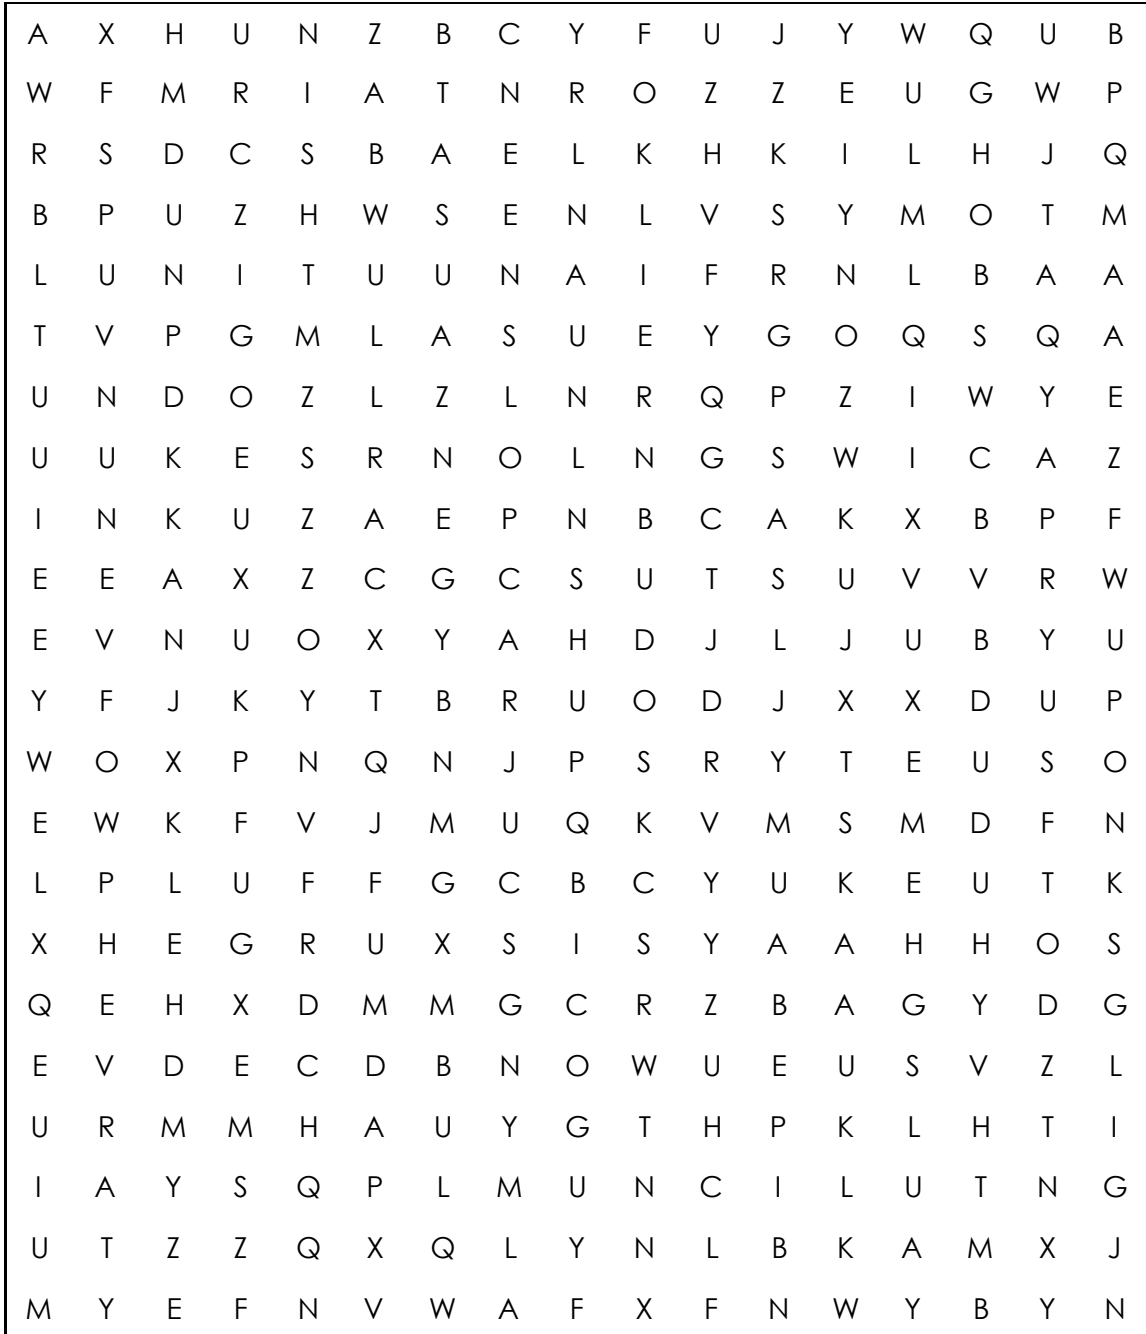 A X H U N Z B C Y F U J Y W Q U B
W F M R I A T N R O Z Z E U G W P
R S D C S B A E L K H K I L H J Q
B P U Z H W S E N L V S Y M O T M
L U N I T U U N A I F R N L B A A
T V P G M L A S U E Y G O Q S Q A
U N D O Z L Z L N R Q P Z I W Y E
U U K E S R N O L N G S W I C A Z
I N K U Z A E P N B C A K X B P F
E E A X Z C G C S U T S U V V R W
E V N U O X Y A H D J L J U B Y U
Y F J K Y T B R U O D J X X D U P
W O X P N Q N J P S R Y T E U S O
E W K F V J M U Q K V M S M D F N
L P L U F F G C B C Y U K E U T K
X H E G R U X S I S Y A A H H O S
Q E H X D M M G C R Z B A G Y D G
E V D E C D B N O W U E U S V Z L
U R M M H A U Y G T H P K L H T I
I A Y S Q P L M U N C I L U T N G
U T Z Z Q X Q L Y N L B K A M X J
M Y E F N V W A F X F N W Y B Y N